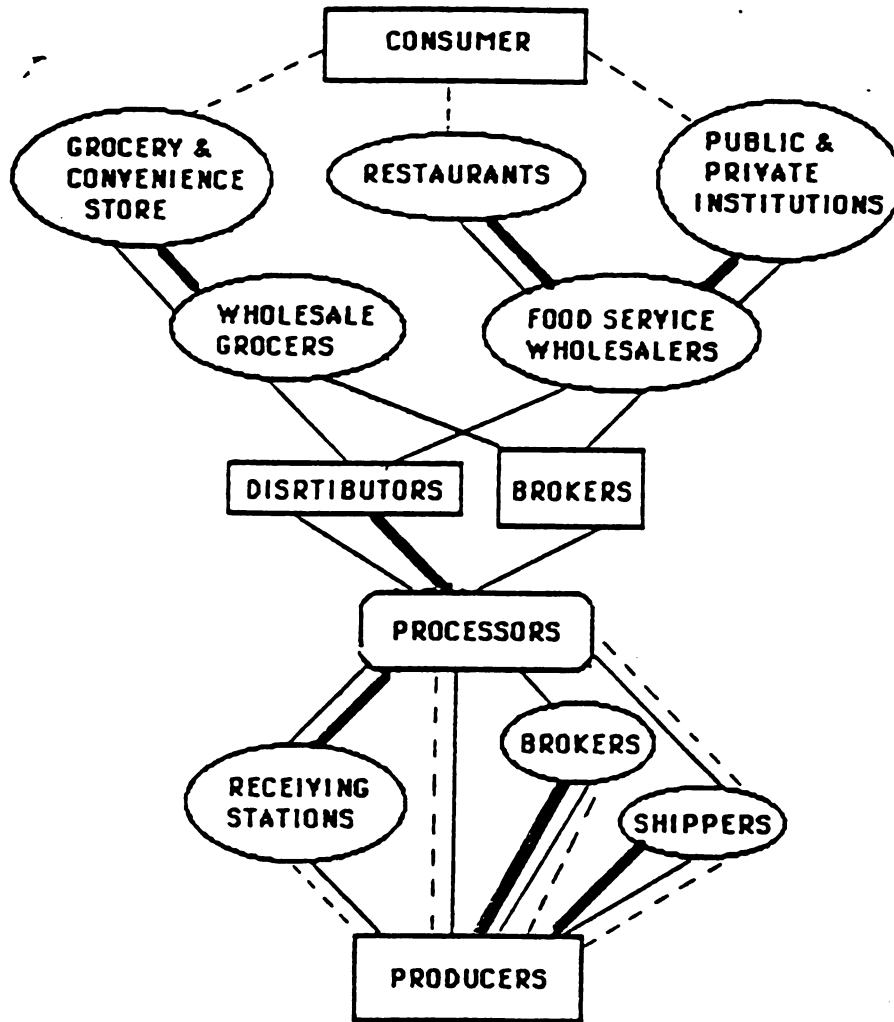 CONSUMER
GROCERY &
CONVENIENCE
STORE
RESTAURANTS
PUBLIC &
PRIVATE
INSTITUTIONS
WHOLESALE
GROCERS
FOOD SERVICE
WHOLESALERS
DISRTIBUTORS
BROKERS
PROCESSORS
BROKERS
RECEIVING
STATIONS
SHIPPERS
PRODUCERS